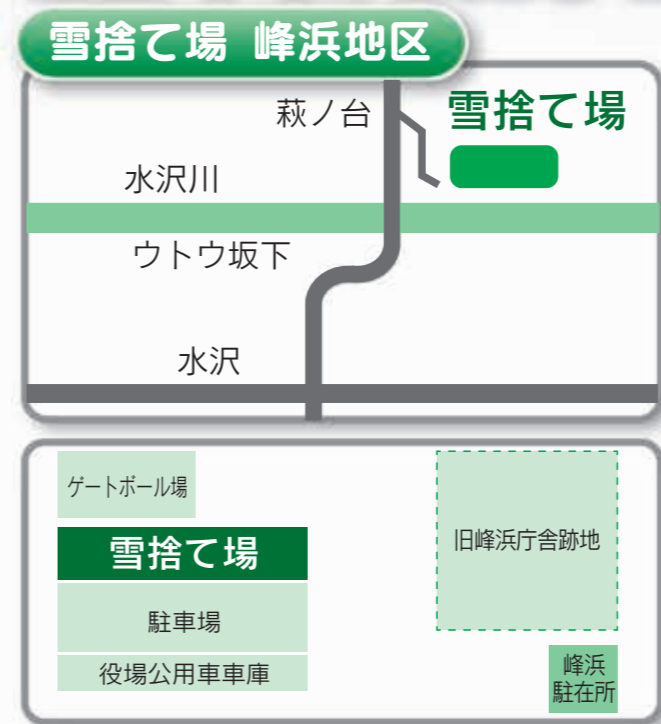 雪捨て場 峰浜地区
萩ノ台
雪捨て場
水沢川
ウトウ坂下
水沢
ゲートボール場
雪捨て場
駐車場
役場公用車車庫
旧峰浜庁舎跡地
峰浜
駐在所